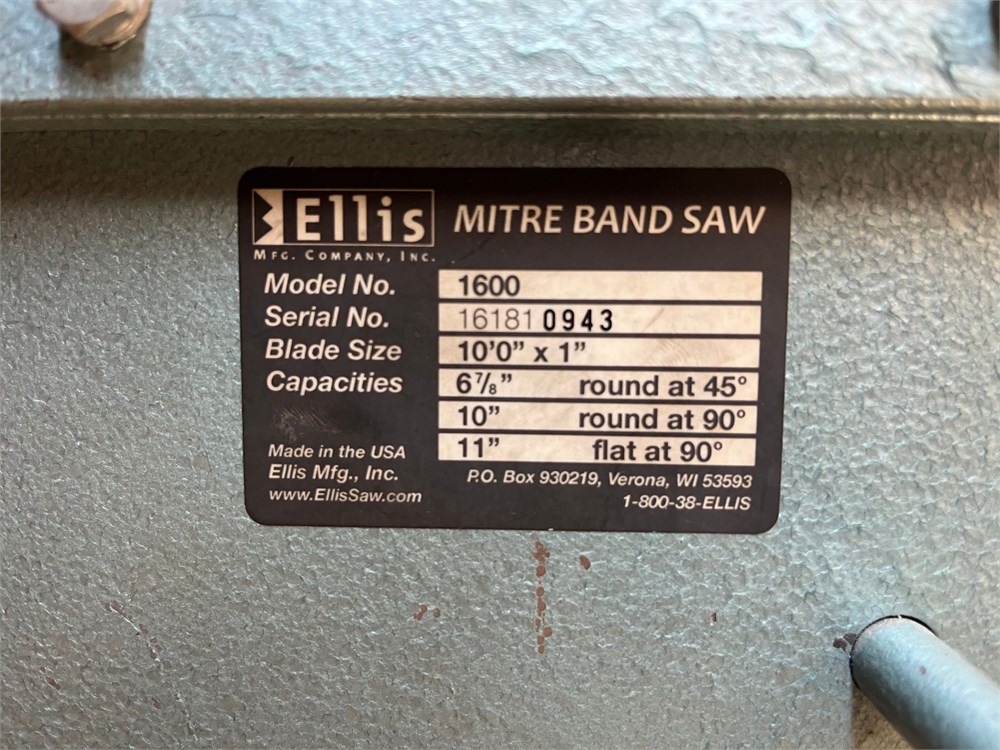 Ellis MITRE BAND SAW
MFG. COMPANY, INC.
Model No. 1600
Serial No. 16181 0943
Blade Size 10'0" x 1"
Capacities 6⅞" round at 45°
10" round at 90°
11" flat at 90°
Made in the USA
Ellis Mfg., Inc.
www.EllisSaw.com
P.O. Box 930219, Verona, WI 53593
1-800-38-ELLIS